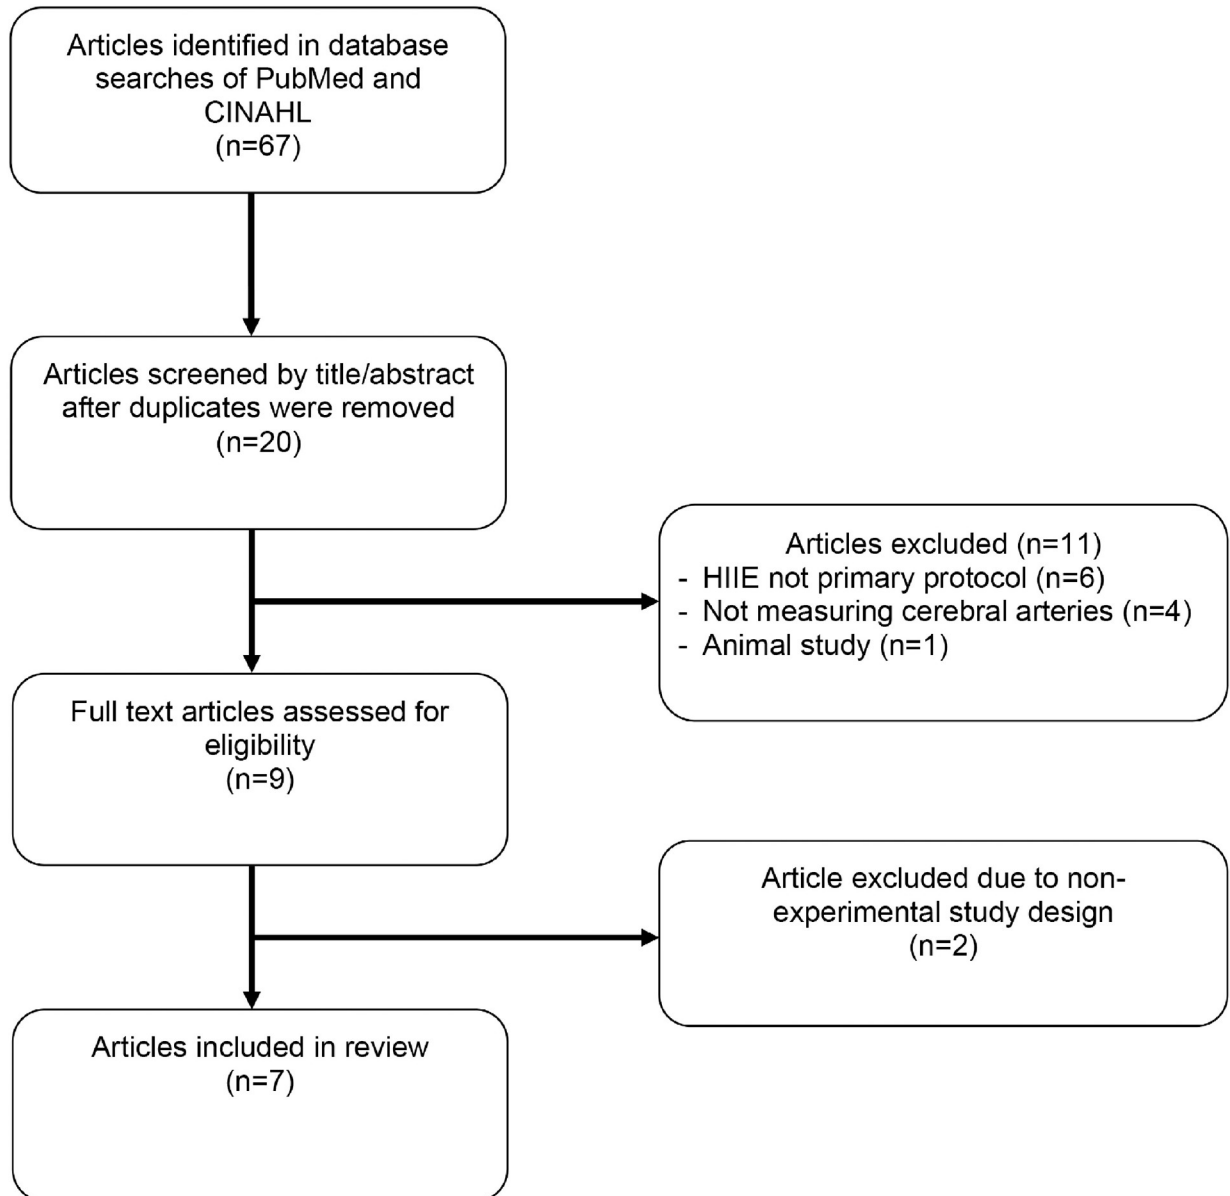 Articles identified in database
searches of PubMed and
CINAHL
(n=67)
Articles screened by title/abstract
after duplicates were removed
(n=20)
Articles excluded (n=11)
- HIIE not primary protocol (n=6)
- Not measuring cerebral arteries (n=4)
- Animal study (n=1)
Full text articles assessed for
eligibility
(n=9)
Article excluded due to non-
experimental study design
(n=2)
Articles included in review
(n=7)